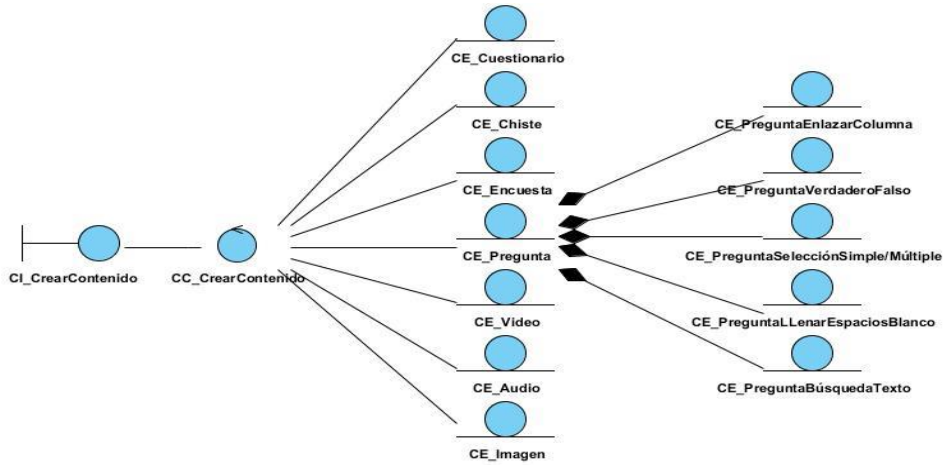 CE_Cuestionario
CE_Chiste
CE_PreguntaEnlazarColumna
CE_Encuesta
CE_PreguntaVerdaderoFalso
CI_CrearContenido
CC_CrearContenido
CE_Pregunta
CE_PreguntaSelecciónSimple/Múltiple
CE_Video
CE_PreguntaLLenarEspaciosBlanco
CE_Audio
CE_PreguntaBúsquedaTexto
CE_Imagen